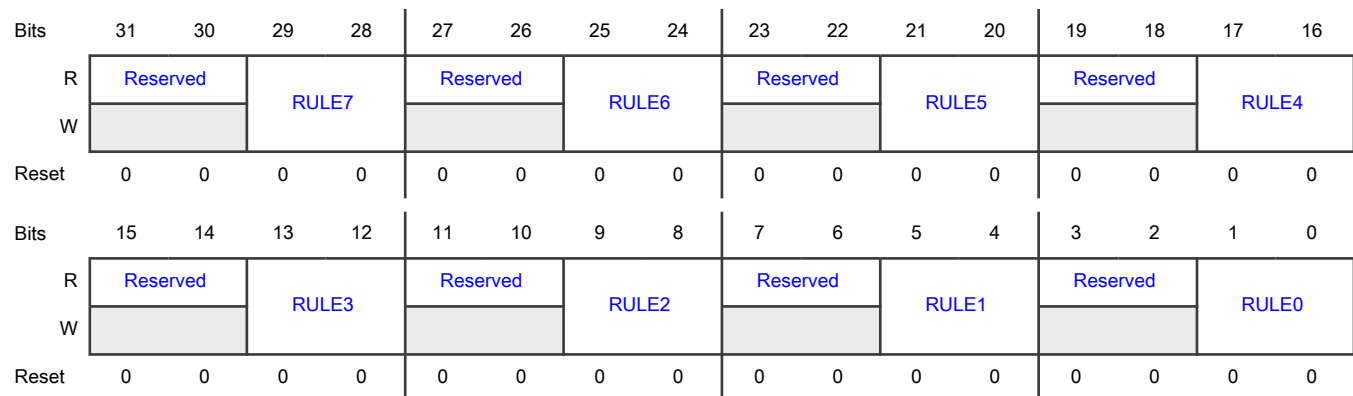 Bits 31 30 29 28 27 26 25 24 23 22 21 20 19 18 17 16
R Reserved RULE7 Reserved RULE6 Reserved RULE5 Reserved RULE4
W
Reset 0 0 0 0 0 0 0 0 0 0 0 0 0 0 0 0
Bits 15 14 13 12 11 10 9 8 7 6 5 4 3 2 1 0
R Reserved RULE3 Reserved RULE2 Reserved RULE1 Reserved RULE0
W
Reset 0 0 0 0 0 0 0 0 0 0 0 0 0 0 0 0